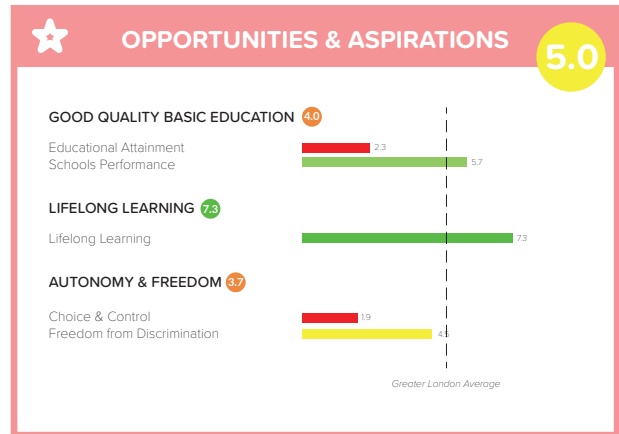 OPPORTUNITIES & ASPIRATIONS
5.0
GOOD QUALITY BASIC EDUCATION 4.0
Educational Attainment 2.3
Schools Performance 5.7
LIFELONG LEARNING 7.3
Lifelong Learning 7.3
AUTONOMY & FREEDOM 3.7
Choice & Control 1.9
Freedom from Discrimination 4.5
Greater London Average